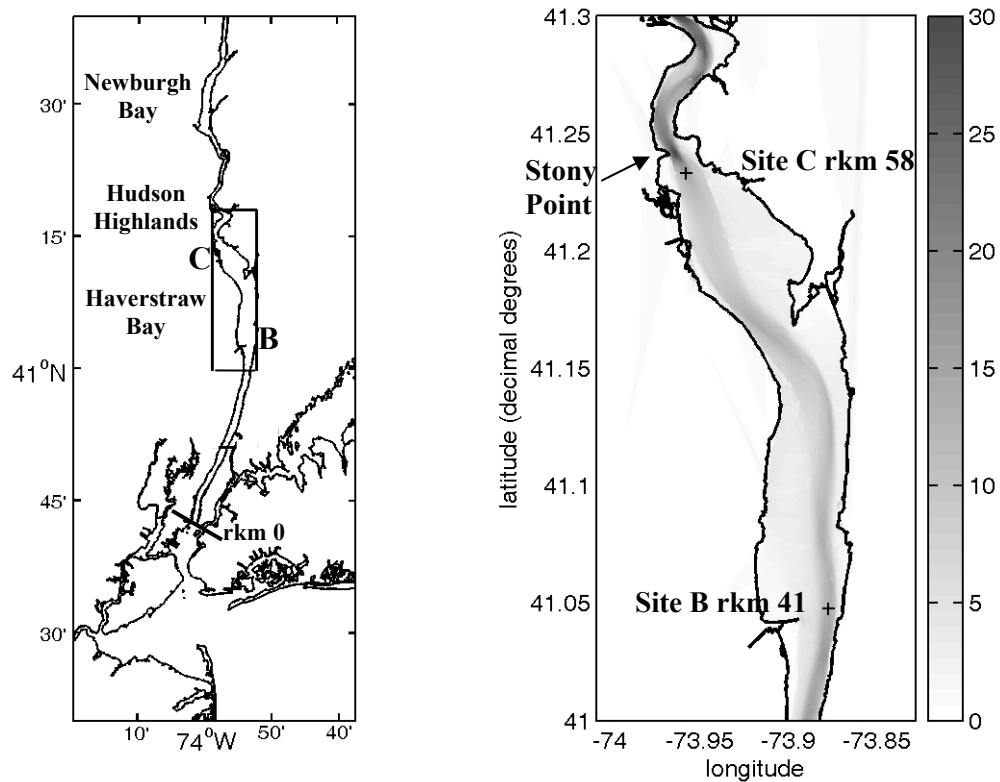 Newburgh
Bay
30'
Hudson
Highlands
15'
C
Haverstraw
Bay
B
41°N
45'
rkm 0
30'
10'
74°W
50'
40'
41.3
41.25
41.2
41.15
41.1
41.05
41
latitude (decimal degrees)
Stony
Point
Site C rkm 58
Site B rkm 41
-74
-73.95
-73.9
-73.85
longitude
30
25
20
15
10
5
0